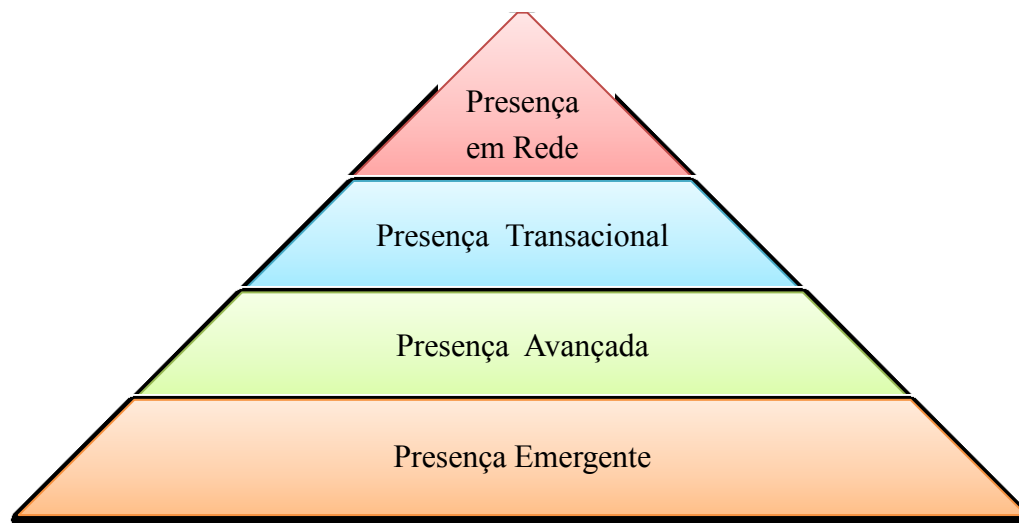 Presença
em Rede
Presença Transacional
Presença Avançada
Presença Emergente